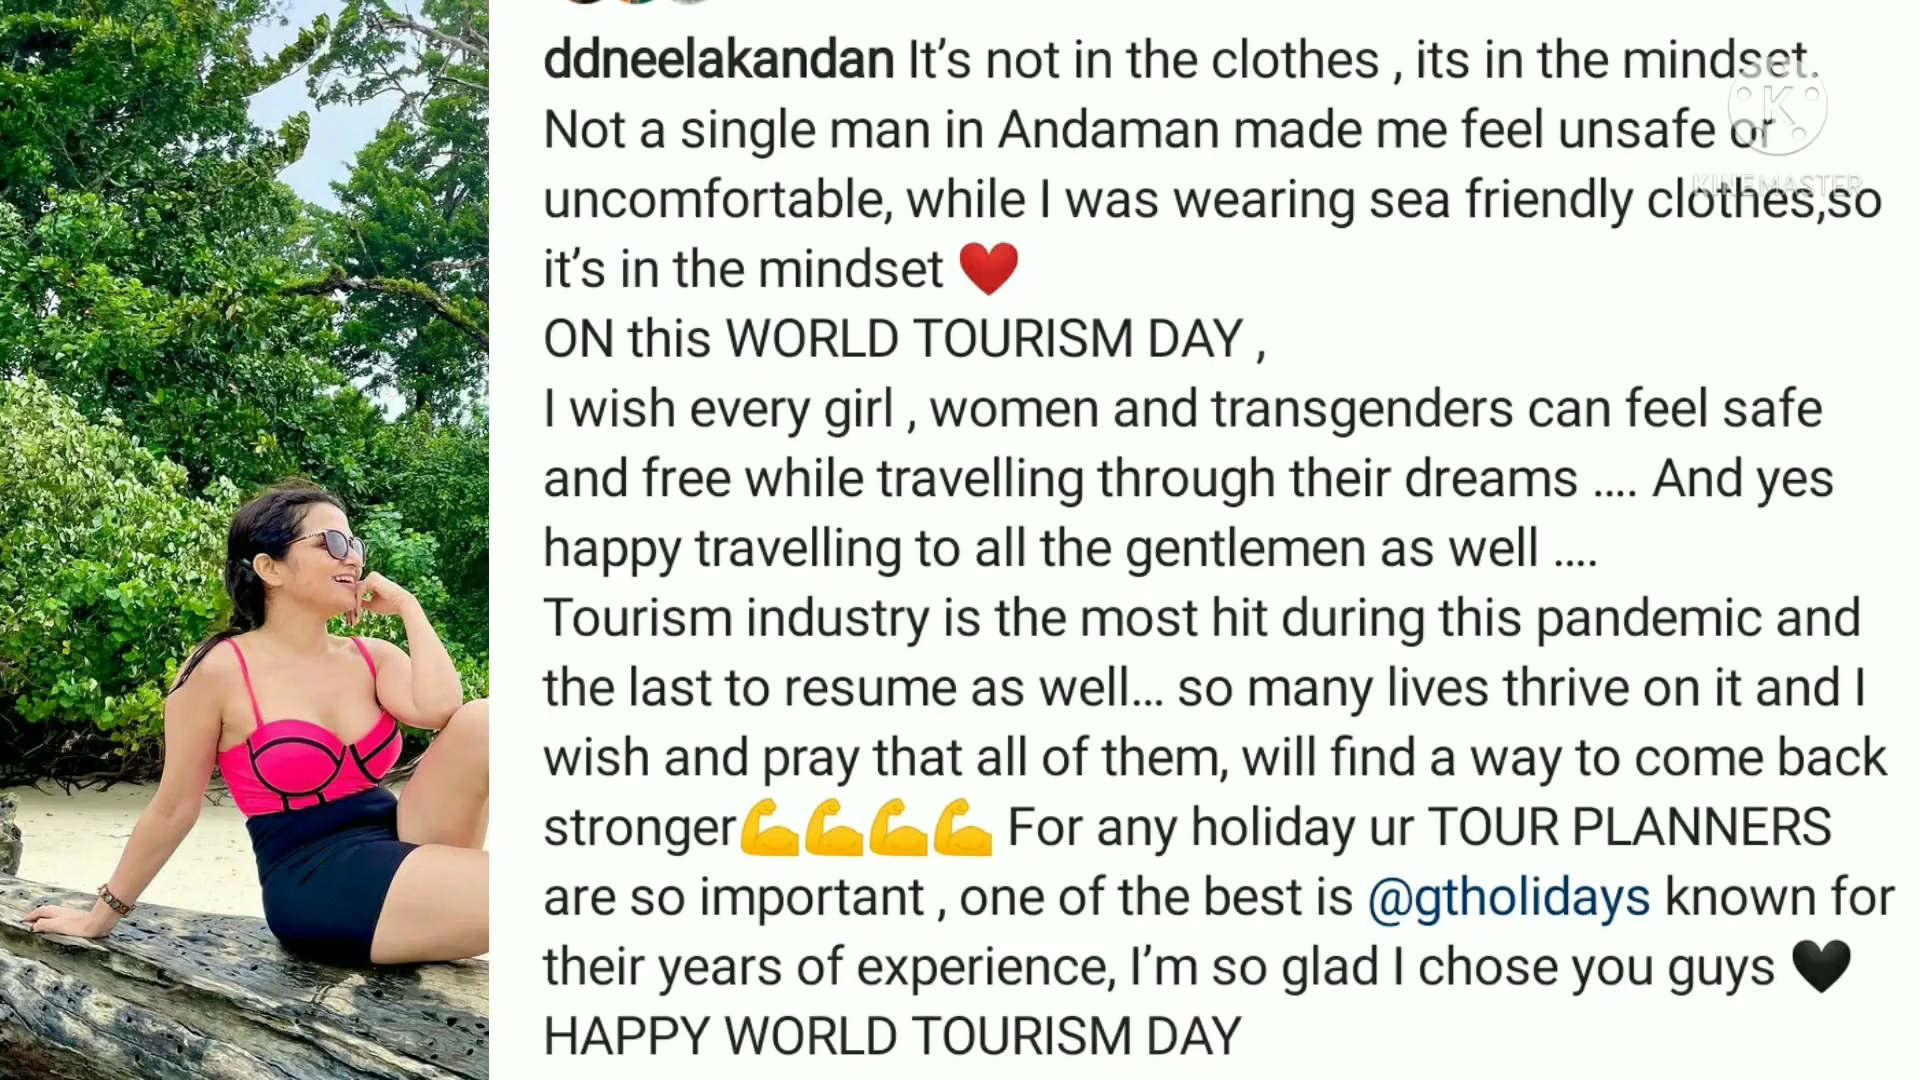 ddneelakandan It’s not in the clothes , its in the mindset.
Not a single man in Andaman made me feel unsafe or
uncomfortable, while I was wearing sea friendly clothes,so
it’s in the mindset ❤️
ON this WORLD TOURISM DAY ,
I wish every girl , women and transgenders can feel safe
and free while travelling through their dreams .... And yes
happy travelling to all the gentlemen as well ....
Tourism industry is the most hit during this pandemic and
the last to resume as well... so many lives thrive on it and I
wish and pray that all of them, will find a way to come back
stronger💪💪💪💪 For any holiday ur TOUR PLANNERS
are so important , one of the best is @gtholidays known for
their years of experience, I’m so glad I chose you guys 🖤
HAPPY WORLD TOURISM DAY
K
KINEMASTER